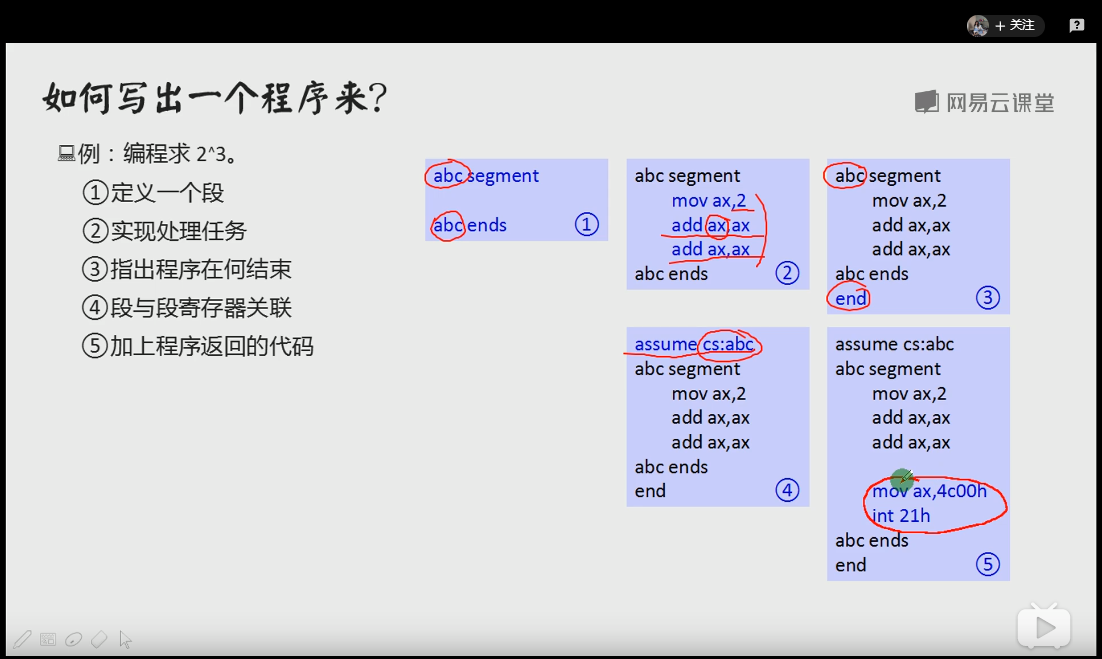 + 关注
?
如何写出一个程序来?
网易云课堂
例：编程求 2^3。
①定义一个段
②实现处理任务
③指出程序在何结束
④段与段寄存器关联
⑤加上程序返回的代码
abc segment
abc ends ①
abc segment
mov ax,2
add ax,ax
add ax,ax
abc ends ②
abc segment
mov ax,2
add ax,ax
add ax,ax
abc ends
end ③
assume cs:abc
abc segment
mov ax,2
add ax,ax
add ax,ax
abc ends
end ④
assume cs:abc
abc segment
mov ax,2
add ax,ax
add ax,ax
mov ax,4c00h
int 21h
abc ends
end ⑤